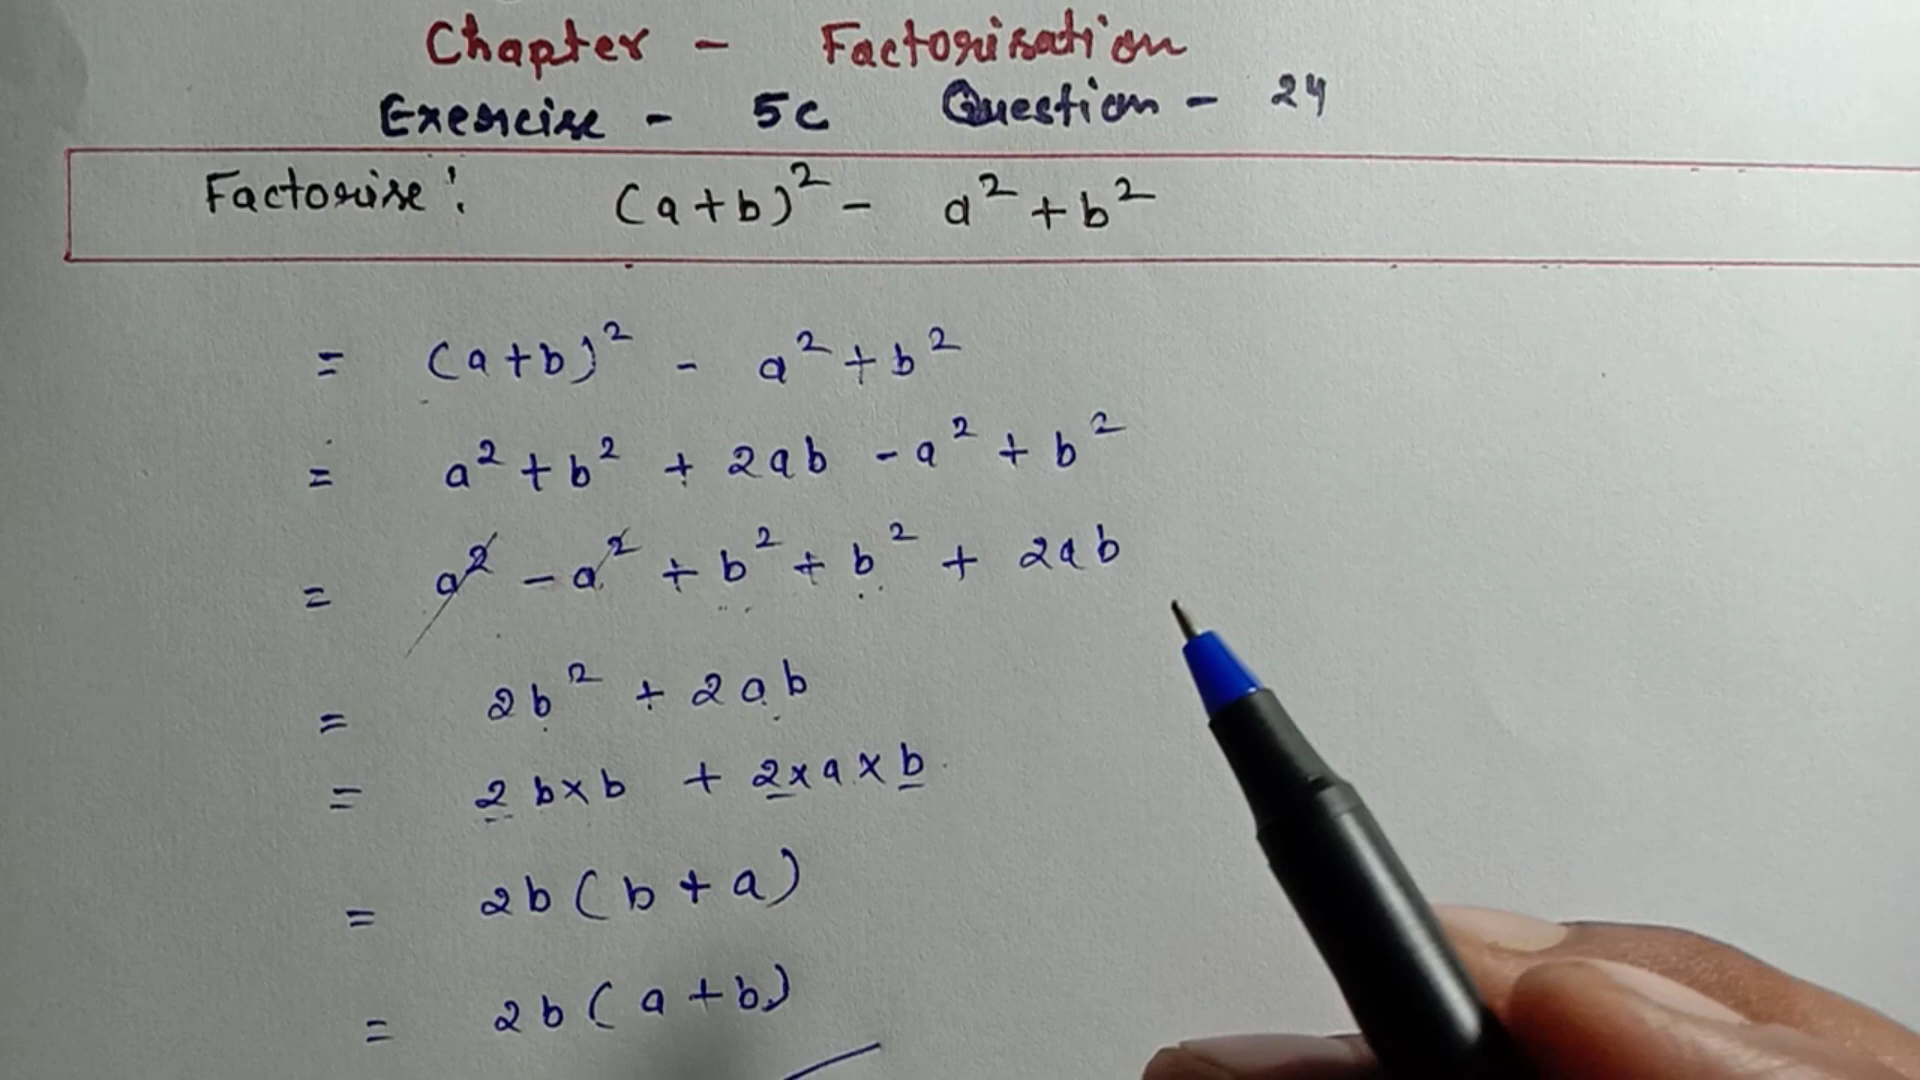 Chapter - Factorisation
Exercise - 5c Question - 24
Factorise: (a+b)² - a² + b²
= (a+b)² - a² + b²
= a² + b² + 2ab - a² + b²
= a² - a² + b² + b² + 2ab
= 2b² + 2ab
= 2b×b + 2×a×b
= 2b(b+a)
= 2b(a+b)